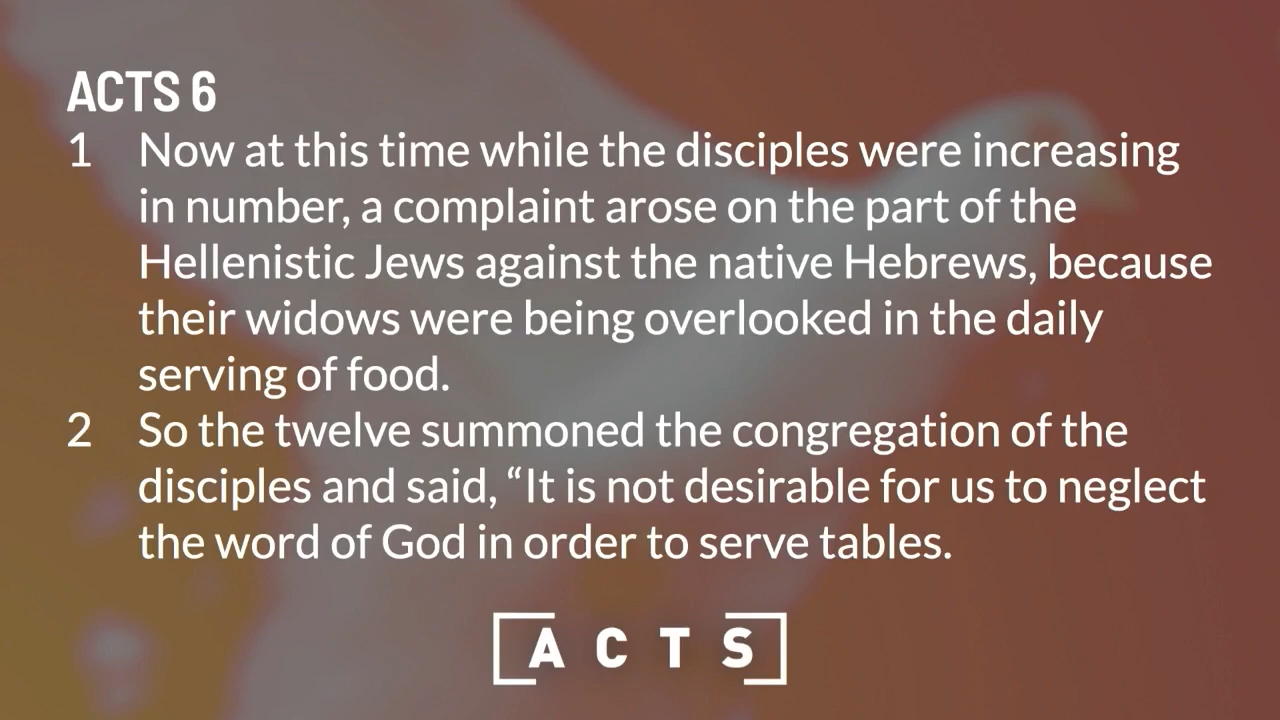 ACTS 6
1 Now at this time while the disciples were increasing
in number, a complaint arose on the part of the
Hellenistic Jews against the native Hebrews, because
their widows were being overlooked in the daily
serving of food.
2 So the twelve summoned the congregation of the
disciples and said, “It is not desirable for us to neglect
the word of God in order to serve tables.
ACTS